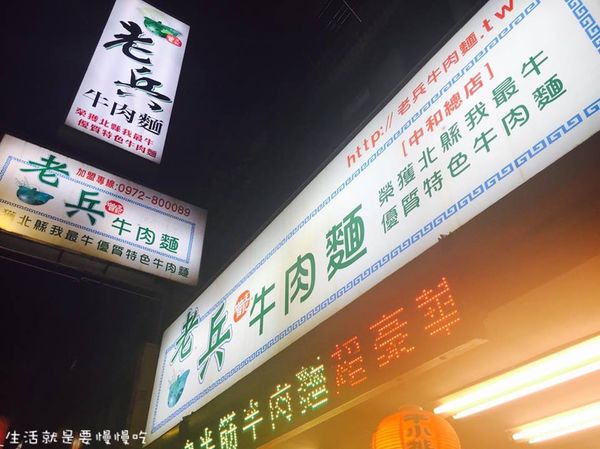 老兵
牛肉麵
榮獲北縣我最牛
優質特色牛肉麵
加盟專線:0972-800089
老兵
牛肉麵
獲北縣我最牛優質特色牛肉麵
http://老兵牛肉麵.tw
[中和總店]
榮獲北縣我最牛
優質特色牛肉麵
老兵
牛肉麵
半筋半肉麵超豪華
生活就是要慢慢吃